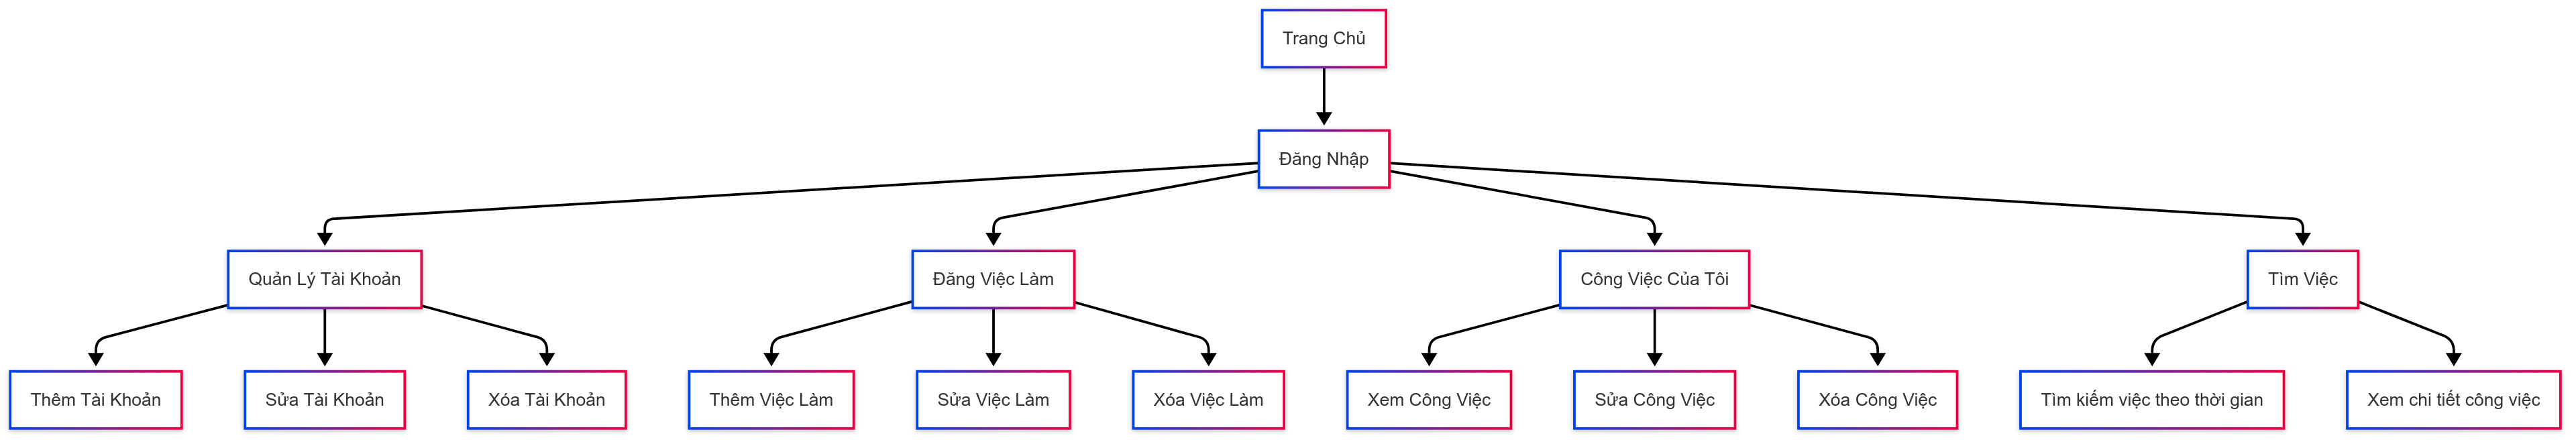 Trang Chủ
Đăng Nhập
Quản Lý Tài Khoản
Đăng Việc Làm
Công Việc Của Tôi
Tìm Việc
Thêm Tài Khoản
Sửa Tài Khoản
Xóa Tài Khoản
Thêm Việc Làm
Sửa Việc Làm
Xóa Việc Làm
Xem Công Việc
Sửa Công Việc
Xóa Công Việc
Tìm kiếm việc theo thời gian
Xem chi tiết công việc